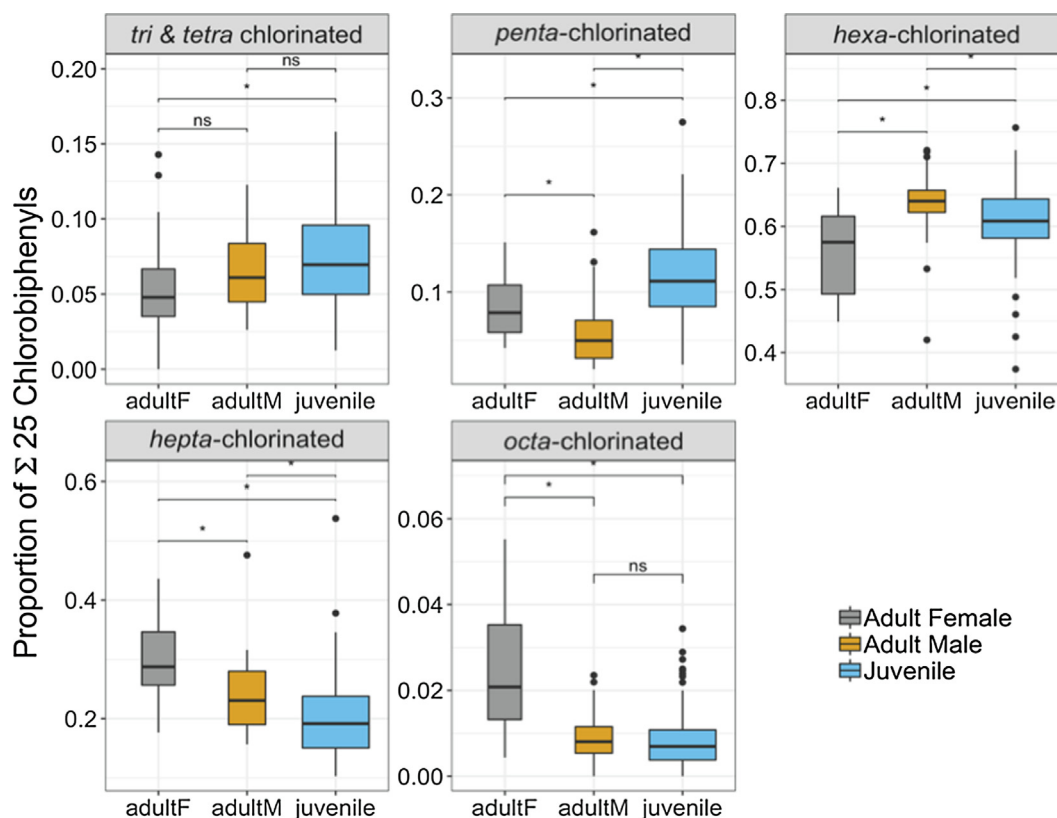 Proportion of Σ 25 Chlorobiphenyls
tri & tetra chlorinated
0.20
0.15
0.10
0.05
0.00
ns
*
ns
adultF adultM juvenile
penta-chlorinated
0.3
0.2
0.1
*
*
*
adultF adultM juvenile
hexa-chlorinated
0.8
0.7
0.6
0.5
0.4
*
*
*
adultF adultM juvenile
hepta-chlorinated
0.6
0.4
0.2
*
*
*
adultF adultM juvenile
octa-chlorinated
0.06
0.04
0.02
0.00
*
*
ns
adultF adultM juvenile
Adult Female
Adult Male
Juvenile